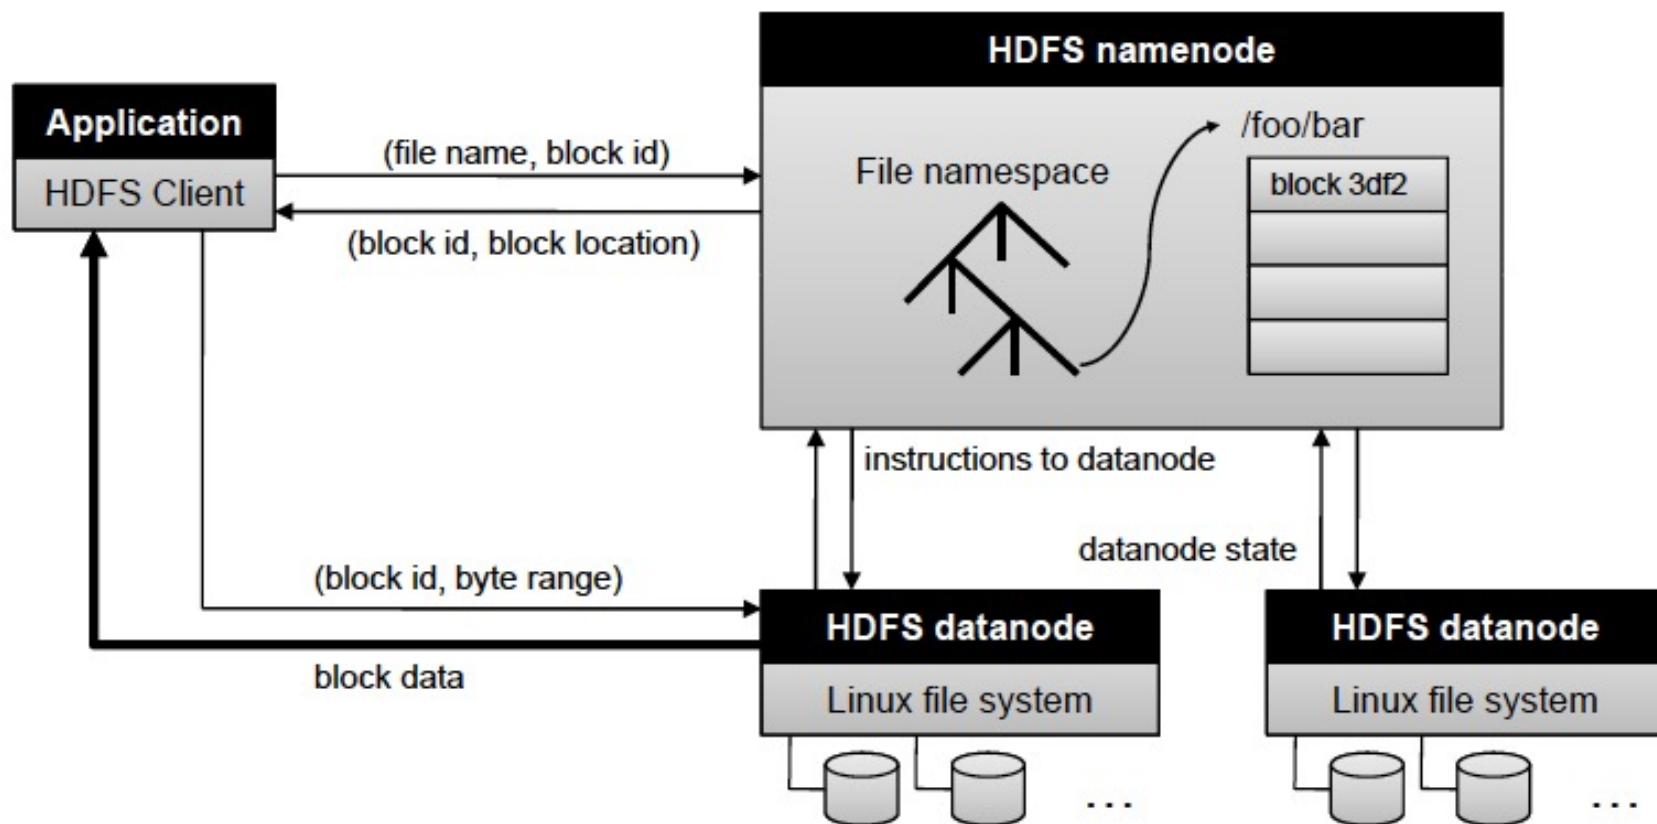 HDFS namenode
Application
HDFS Client
(file name, block id)
(block id, block location)
File namespace
/foo/bar
block 3df2
instructions to datanode
datanode state
(block id, byte range)
block data
HDFS datanode
Linux file system
...
HDFS datanode
Linux file system
...